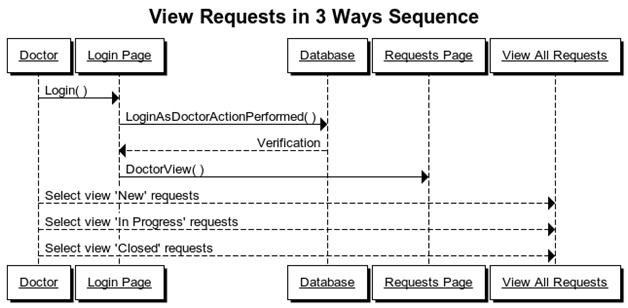 View Requests in 3 Ways Sequence
Doctor
Login Page
Database
Requests Page
View All Requests
Login( )
LoginAsDoctorActionPerformed( )
Verification
DoctorView( )
Select view 'New' requests
Select view 'In Progress' requests
Select view 'Closed' requests
Doctor
Login Page
Database
Requests Page
View All Requests